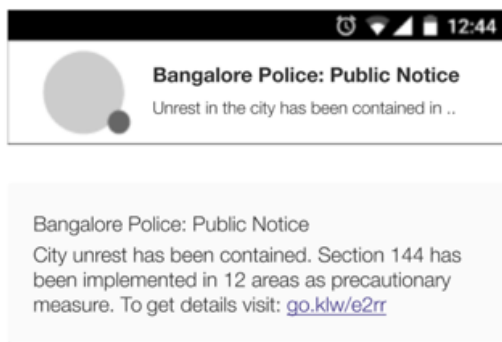 12:44
Bangalore Police: Public Notice
Unrest in the city has been contained in ..
Bangalore Police: Public Notice
City unrest has been contained. Section 144 has
been implemented in 12 areas as precautionary
measure. To get details visit: go.klw/e2rr